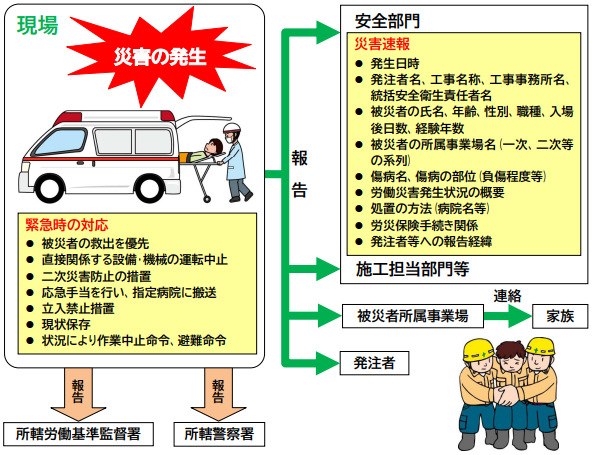 現場
災害の発生
緊急時の対応
● 被災者の救出を優先
● 直接関係する設備・機械の運転中止
● 二次災害防止の措置
● 応急手当を行い、指定病院に搬送
● 立入禁止措置
● 現状保存
● 状況により作業中止命令、避難命令
報告
報告
所轄労働基準監督署
所轄警察署
報
告
安全部門
災害速報
● 発生日時
● 発注者名、工事名称、工事事務所名、
統括安全衛生責任者名
● 被災者の氏名、年齢、性別、職種、入場
後日数、経験年数
● 被災者の所属事業場名(一次、二次等
の系列)
● 傷病名、傷病の部位(負傷程度等)
● 労働災害発生状況の概要
● 処置の方法(病院名等)
● 労災保険手続き関係
● 発注者等への報告経緯
施工担当部門等
被災者所属事業場
連絡
家族
発注者